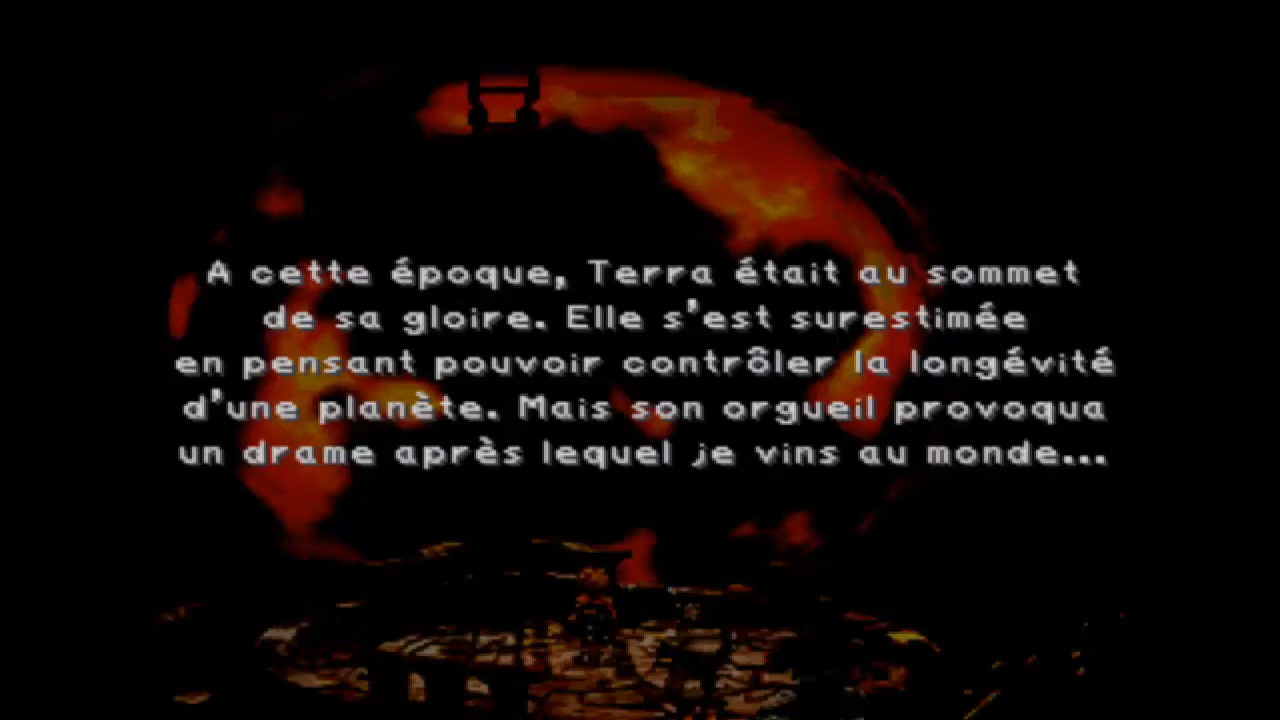 A cette époque, Terra était au sommet
de sa gloire. Elle s'est surestimée
en pensant pouvoir contrôler la longévité
d'une planète. Mais son orgueil provoqua
un drame après lequel je vins au monde...